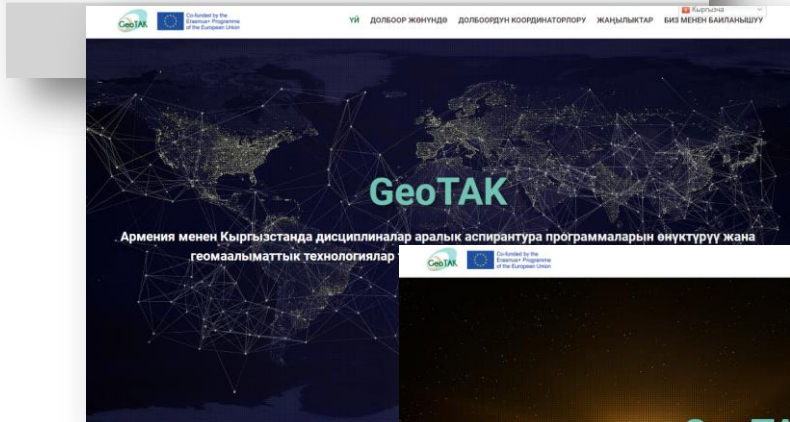 GeoTAK
Co-funded by the
Erasmus+ Programme
of the European Union
Кыргызча
ҮЙ ДОЛБООР ЖӨНҮНДӨ ДОЛБООРДУН КООРДИНАТОРЛОРУ ЖАҢЫЛЫКТАР БИЗ МЕНЕН БАЙЛАНЫШУУ
GeoTAK
Армения менен Кыргызстанда дисциплиналар аралык аспирантура программаларын өнүктүрүү жана
геомаалыматтык технологиялар
GeoTAK
Co-funded by the
Erasmus+ Programme
of the European Union